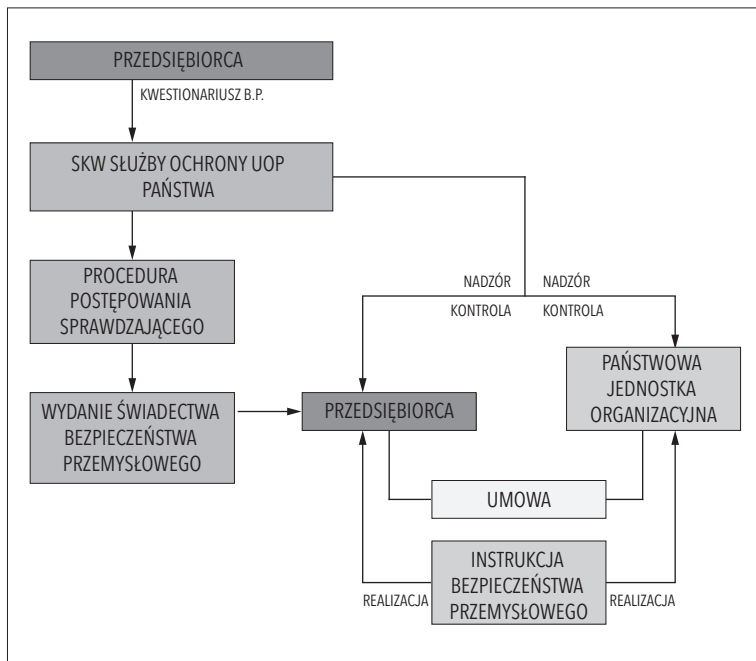 PRZEDSIĘBIORCA
KWESTIONARIUSZ B.P.
SKW SŁUŻBY OCHRONY UOP
PAŃSTWA
PROCEDURA
POSTĘPOWANIA
SPRAWDZAJĄCEGO
NADZÓR
KONTROLA
NADZÓR
KONTROLA
WYDANIE ŚWIADECTWA
BEZPIECZEŃSTWA
PRZEMYSŁOWEGO
PRZEDSIĘBIORCA
PAŃSTWOWA
JEDNOSTKA
ORGANIZACYJNA
UMOWA
INSTRUKCJA
BEZPIECZEŃSTWA
PRZEMYSŁOWEGO
REALIZACJA
REALIZACJA